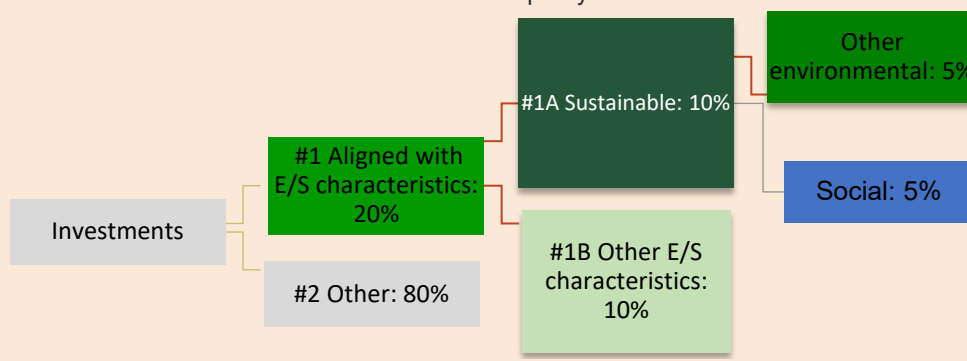 Other
environmental: 5%
#1A Sustainable: 10%
#1 Aligned with
E/S characteristics:
20%
Social: 5%
Investments
#1B Other E/S
characteristics:
10%
#2 Other: 80%